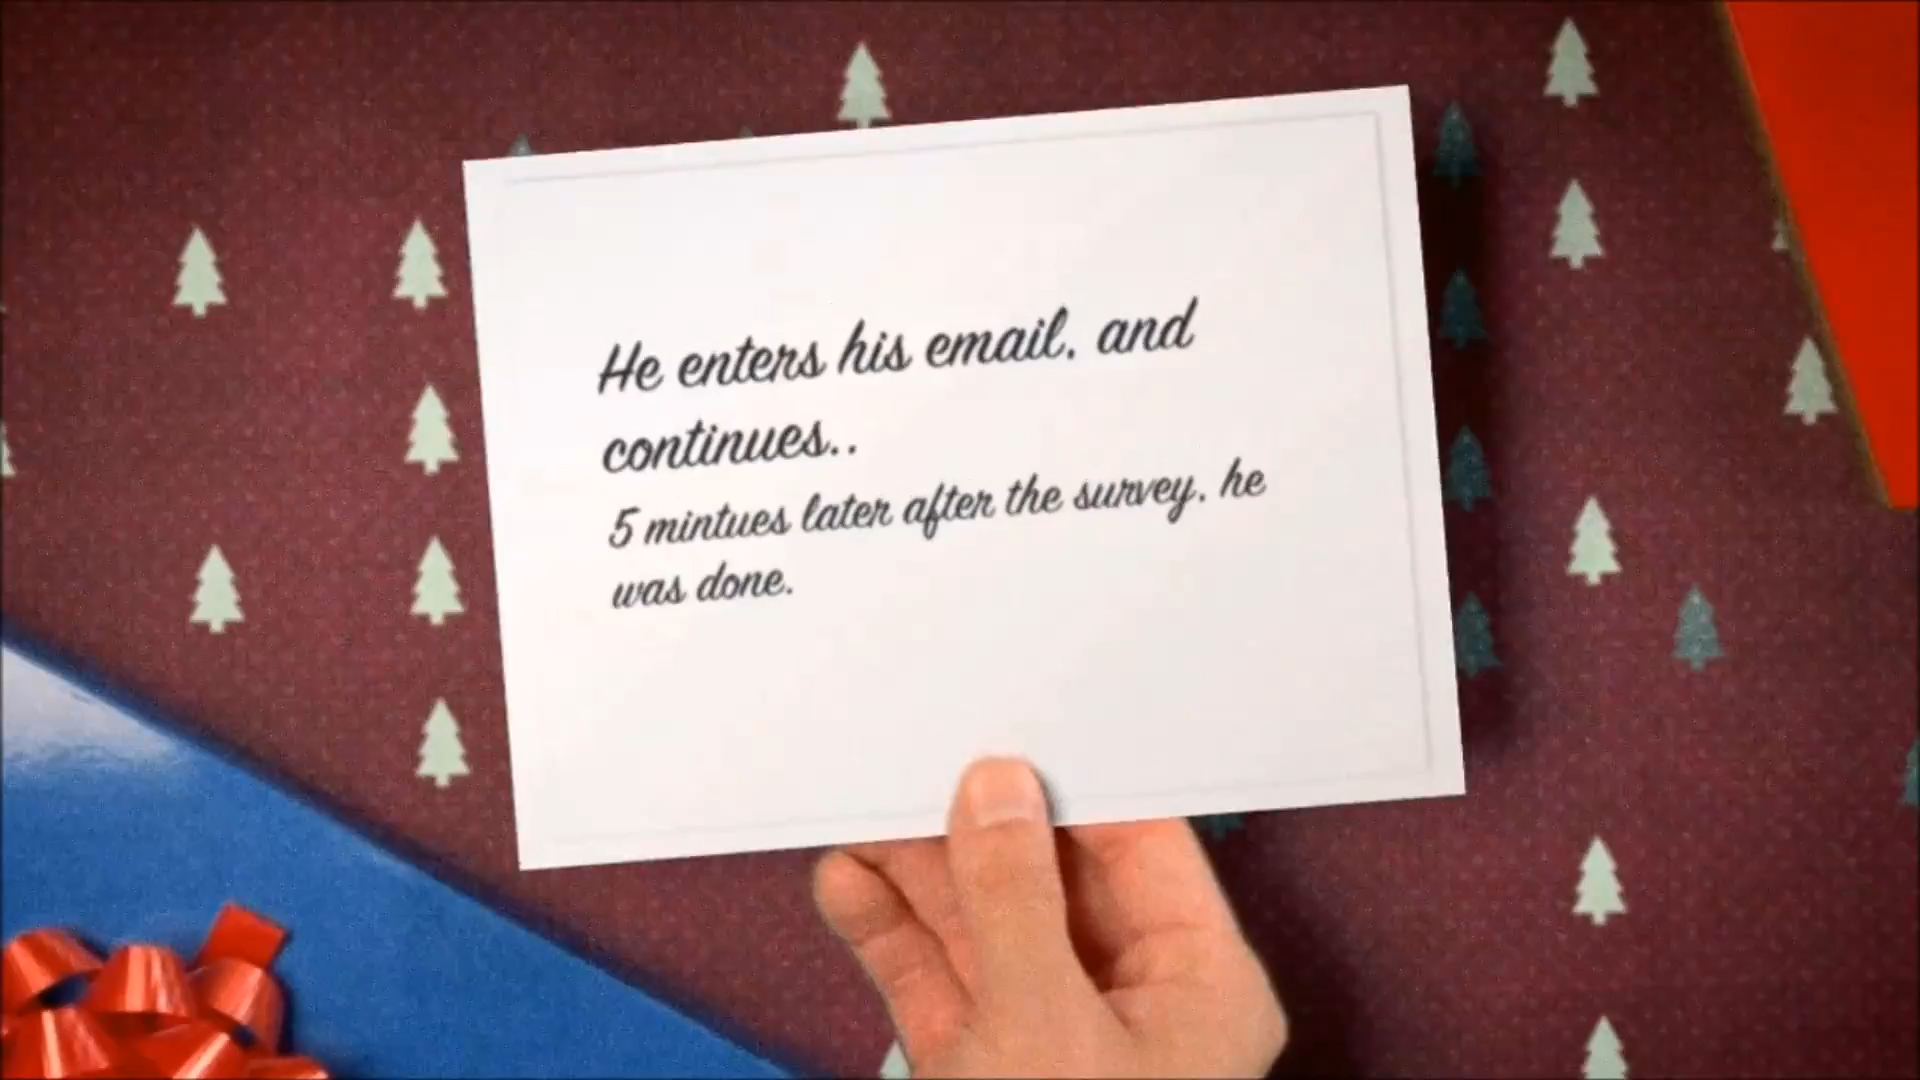 He enters his email, and
continues..
5 mintues later after the survey, he
was done.